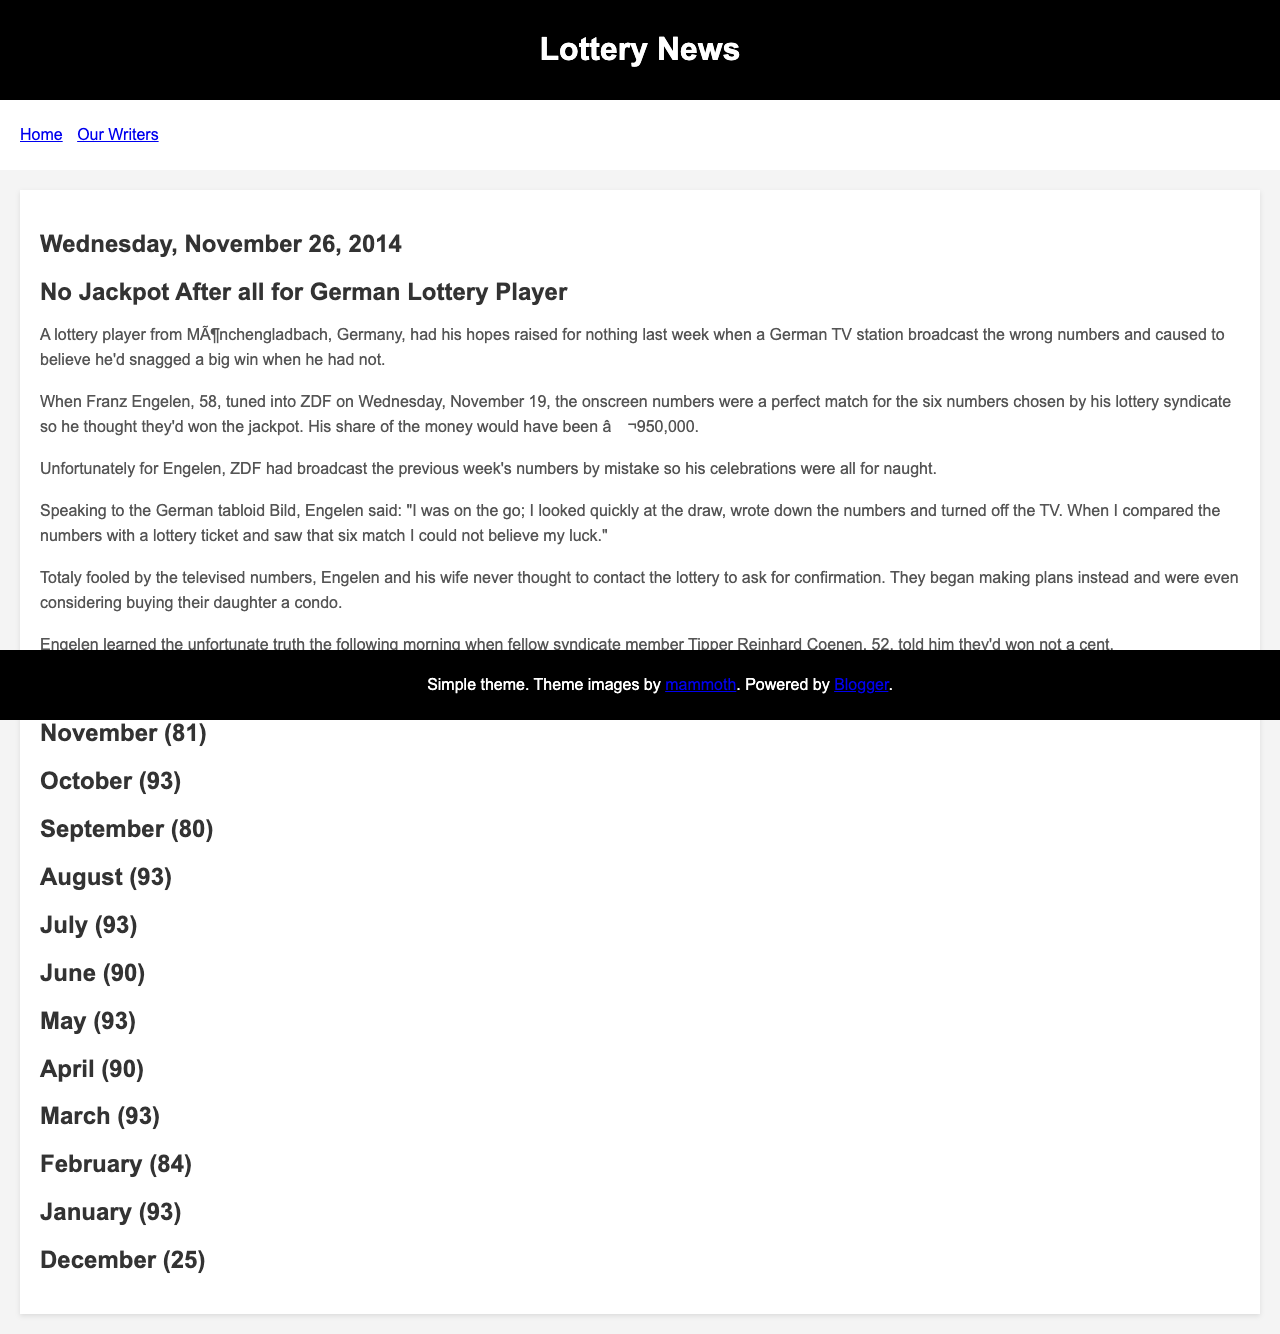 Lottery News
Home Our Writers
Wednesday, November 26, 2014
No Jackpot After all for German Lottery Player
A lottery player from MÃ¶nchengladbach, Germany, had his hopes raised for nothing last week when a German TV station broadcast the wrong numbers and caused to
believe he'd snagged a big win when he had not.
When Franz Engelen, 58, tuned into ZDF on Wednesday, November 19, the onscreen numbers were a perfect match for the six numbers chosen by his lottery syndicate
so he thought they'd won the jackpot. His share of the money would have been â ¬950,000.
Unfortunately for Engelen, ZDF had broadcast the previous week's numbers by mistake so his celebrations were all for naught.
Speaking to the German tabloid Bild, Engelen said: "I was on the go; I looked quickly at the draw, wrote down the numbers and turned off the TV. When I compared the
numbers with a lottery ticket and saw that six match I could not believe my luck."
Totaly fooled by the televised numbers, Engelen and his wife never thought to contact the lottery to ask for confirmation. They began making plans instead and were even
considering buying their daughter a condo.
Engelen learned the unfortunate truth the following morning when fellow syndicate member Tipper Reinhard Coenen, 52, told him they'd won not a cent.
Simple theme. Theme images by mammoth. Powered by Blogger.
November (81)
October (93)
September (80)
August (93)
July (93)
June (90)
May (93)
April (90)
March (93)
February (84)
January (93)
December (25)